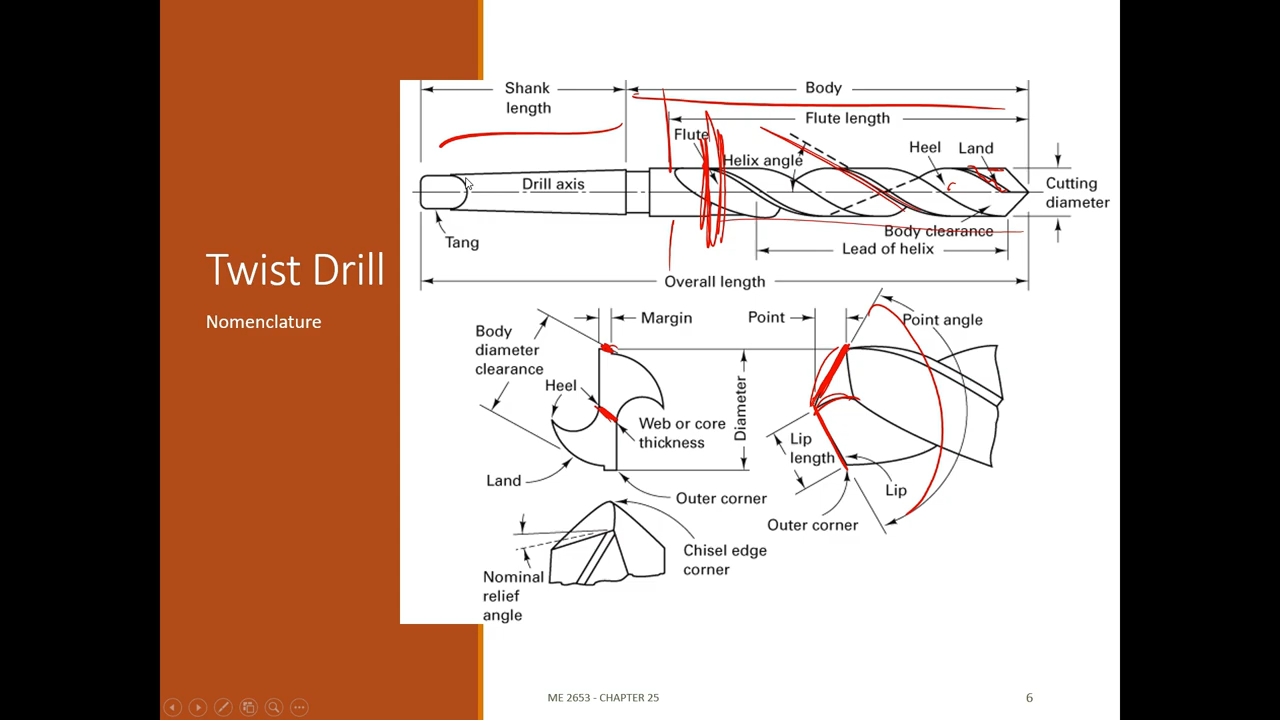 Twist Drill
Nomenclature
Shank
length
Body
Flute length
Flute
Helix angle
Heel
Land
Drill axis
Cutting
diameter
Tang
Body clearance
Lead of helix
Overall length
Margin
Point
Point angle
Body
diameter
clearance
Heel
Diameter
Web or core
thickness
Lip
length
Land
Outer corner
Lip
Outer corner
Chisel edge
corner
Nominal
relief
angle
ME 2653 - CHAPTER 25
6